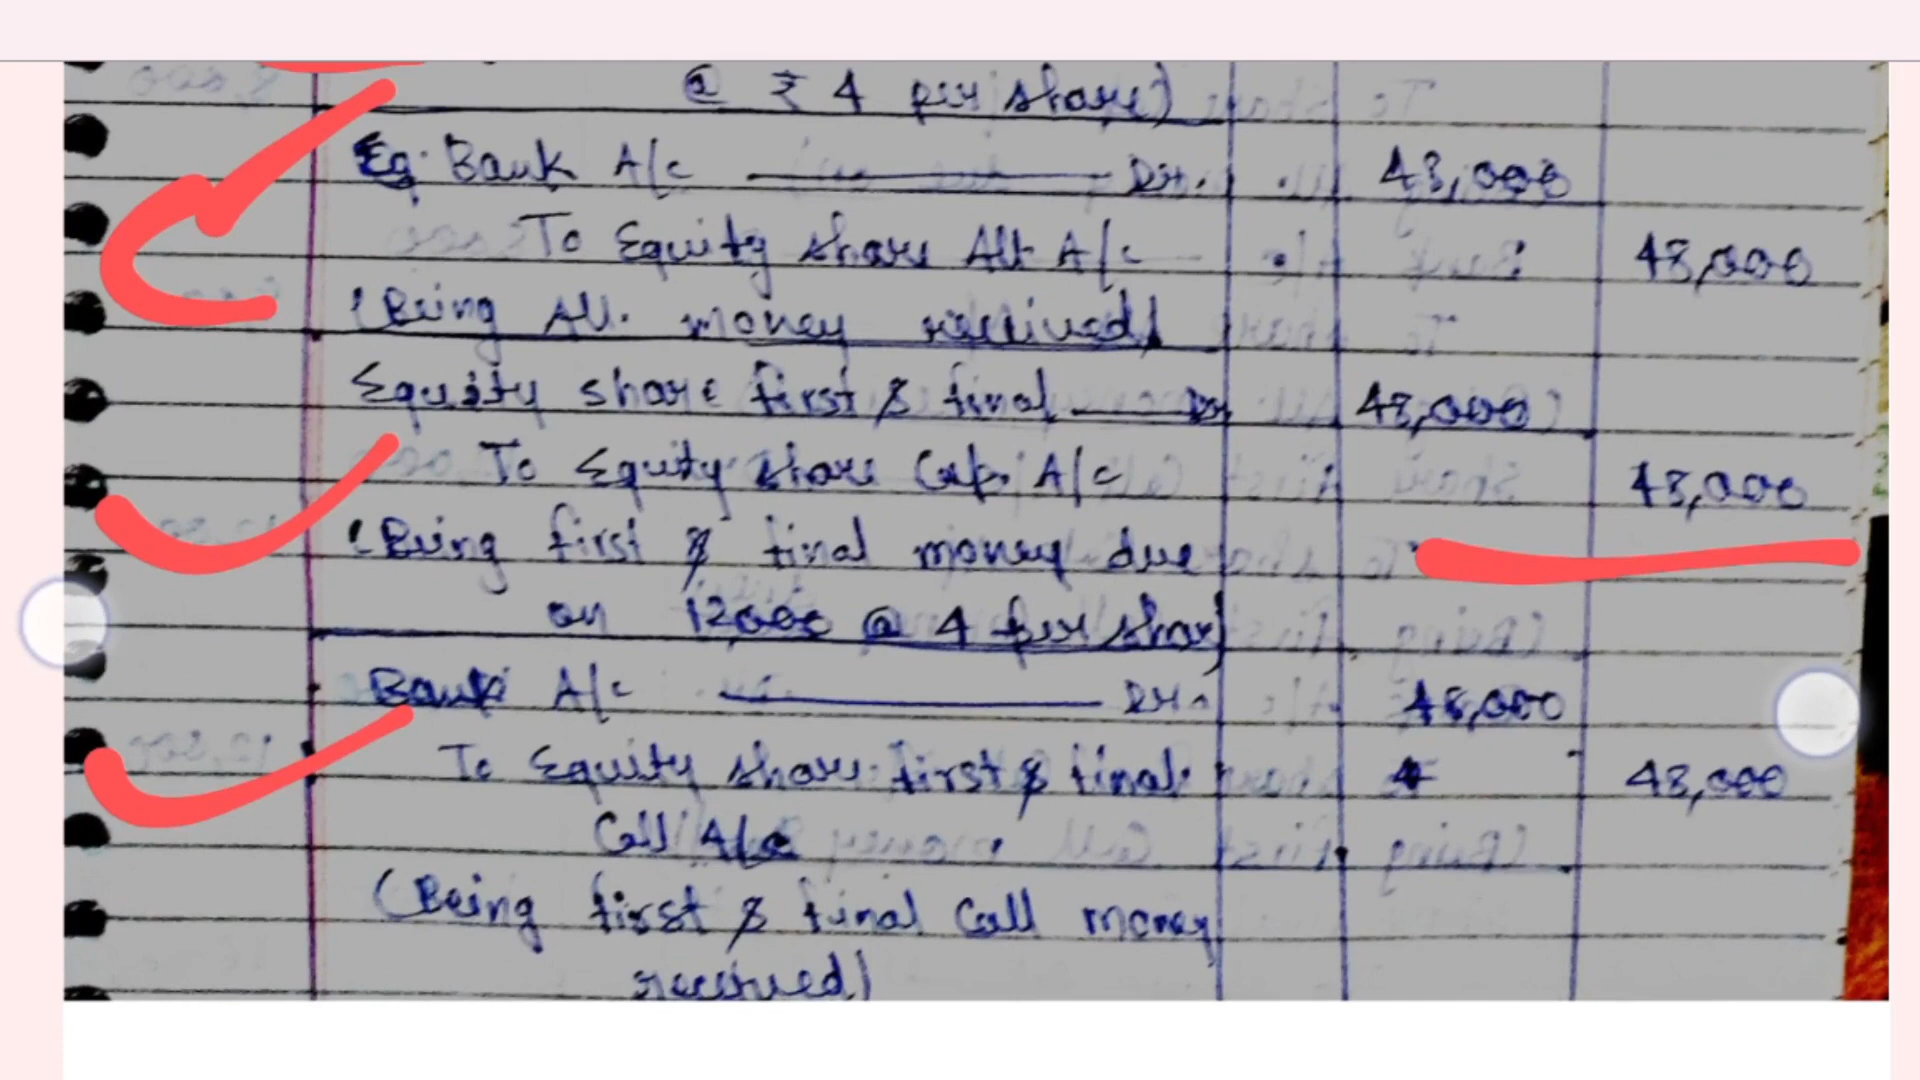 @ ₹ 4 per share)
Eq. Bank A/c ——— Dr. 48,000
To Equity share Allt A/c 48,000
(Being All. money received)
Equity share first & final —— Dr 48,000
To Equity share Cap. A/c 48,000
(Being first & final money due
on 12000 @ 4 per shar)
Bank A/c ——— Dr. 48,000
To Equity share first & final 48,000
Call A/c
(Being first & final Call money
received)